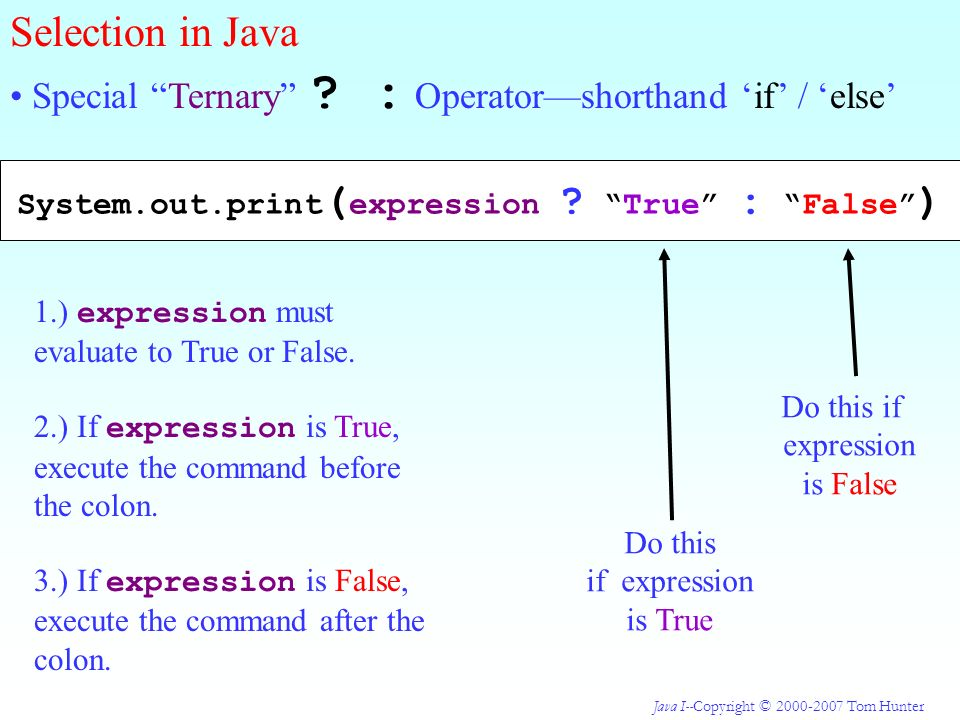 Selection in Java
• Special “Ternary” ? : Operator—shorthand ‘if’ / ‘else’
System.out.print(expression ? “True” : “False”)
1.) expression must
evaluate to True or False.
2.) If expression is True,
execute the command before
the colon.
3.) If expression is False,
execute the command after the
colon.
Do this
if expression
is True
Do this if
expression
is False
Java I--Copyright © 2000-2007 Tom Hunter